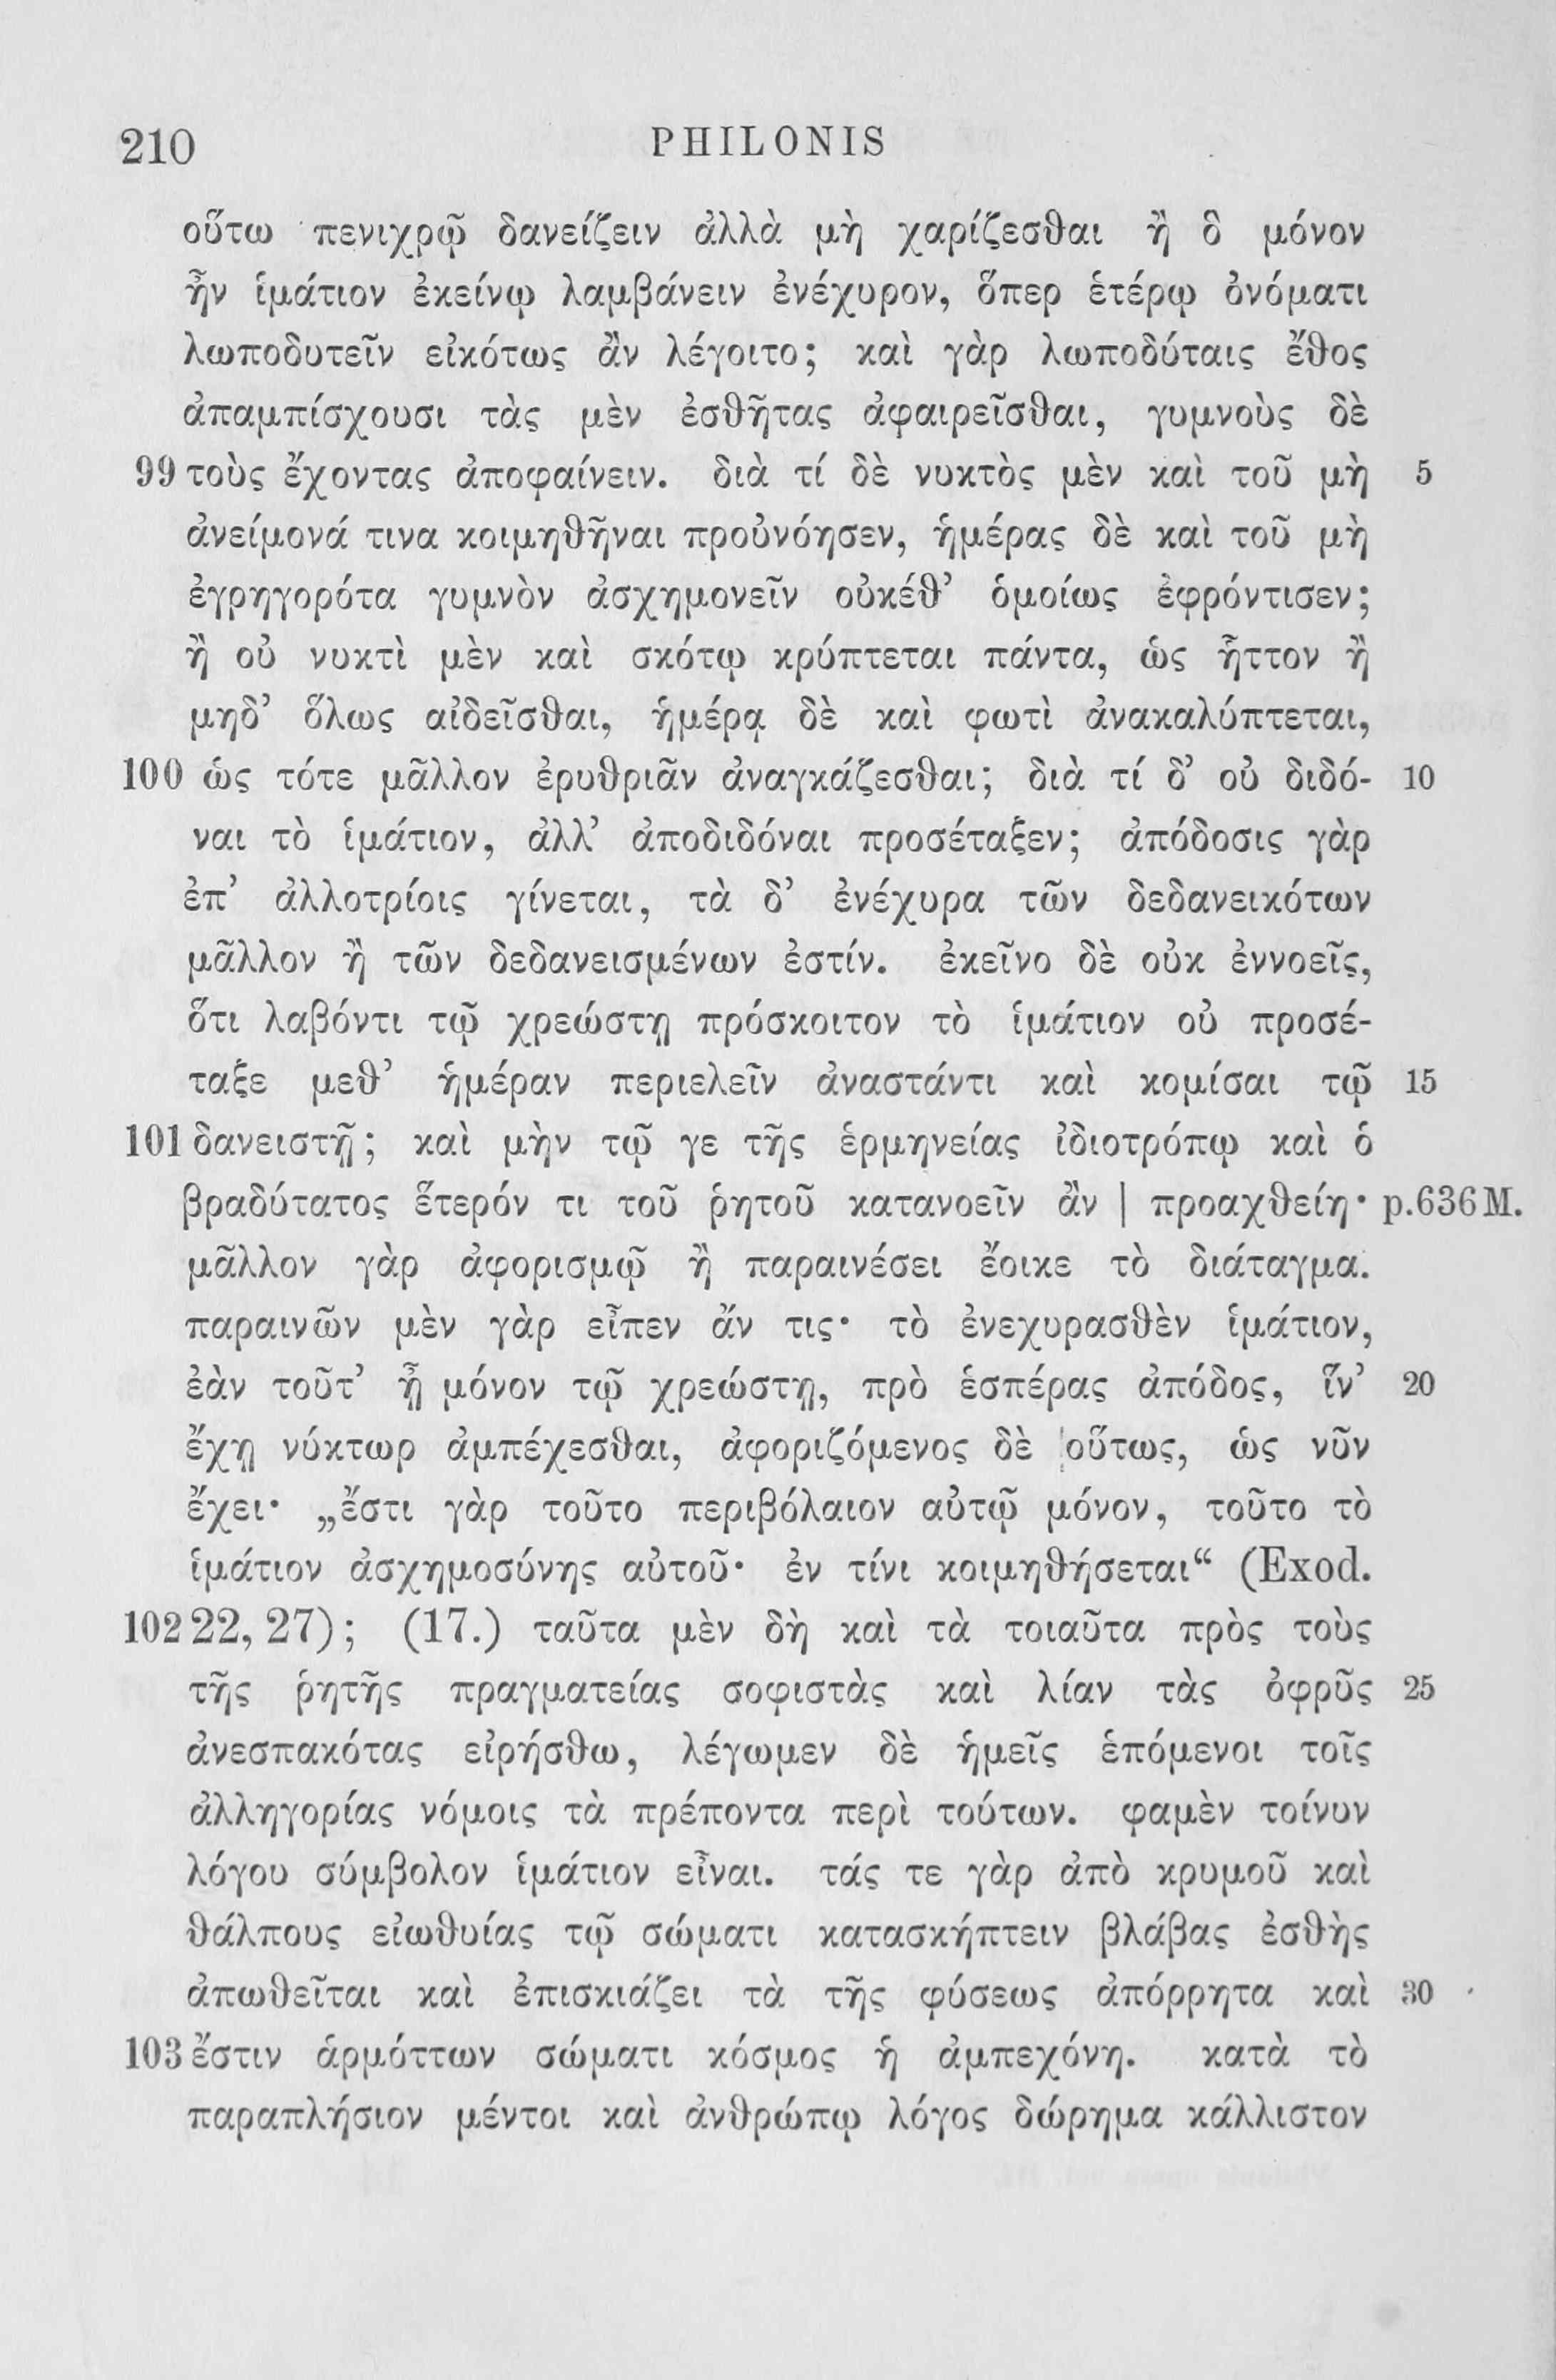 210 PHILONIS
οὕτω πενιχρῷ δανείζειν ἀλλὰ μὴ χαρίζεσθαι ἢ ὃ μόνον
ἦν ἱμάτιον ἐκείνῳ λαμβάνειν ἐνέχυρον, ὅπερ ἑτέρῳ ὀνόματι
λωποδυτεῖν εἰκότως ἂν λέγοιτο; καὶ γὰρ λωποδύταις ἔθος
ἀπαμπίσχουσι τὰς μὲν ἐσθῆτας ἀφαιρεῖσθαι, γυμνοὺς δὲ
99 τοὺς ἔχοντας ἀποφαίνειν. διὰ τί δὲ νυκτὸς μὲν καὶ τοῦ μὴ 5
ἀνείμονά τινα κοιμηθῆναι προὐνόησεν, ἡμέρας δὲ καὶ τοῦ μὴ
ἐγρηγορότα γυμνὸν ἀσχημονεῖν οὐκέθ’ ὁμοίως ἐφρόντισεν;
ἢ οὐ νυκτὶ μὲν καὶ σκότῳ κρύπτεται πάντα, ὡς ἧττον ἢ
μηδ’ ὅλως αἰδεῖσθαι, ἡμέρᾳ δὲ καὶ φωτὶ ἀνακαλύπτεται,
100 ὡς τότε μᾶλλον ἐρυθριᾶν ἀναγκάζεσθαι; διὰ τί δ’ οὐ διδό- 10
ναι τὸ ἱμάτιον, ἀλλ’ ἀποδιδόναι προσέταξεν; ἀπόδοσις γὰρ
ἐπ’ ἀλλοτρίοις γίνεται, τὰ δ’ ἐνέχυρα τῶν δεδανεικότων
μᾶλλον ἢ τῶν δεδανεισμένων ἐστίν. ἐκεῖνο δὲ οὐκ ἐννοεῖς,
ὅτι λαβόντι τῷ χρεώστῃ πρόσκοιτον τὸ ἱμάτιον οὐ προσέ-
ταξε μεθ’ ἡμέραν περιελεῖν ἀναστάντι καὶ κομίσαι τῷ 15
101 δανειστῇ; καὶ μὴν τῷ γε τῆς ἑρμηνείας ἰδιοτρόπῳ καὶ ὁ
βραδύτατος ἕτερόν τι τοῦ ῥητοῦ κατανοεῖν ἂν | προαχθείη· p.636 M.
μᾶλλον γὰρ ἀφορισμῷ ἢ παραινέσει ἔοικε τὸ διάταγμα.
παραινῶν μὲν γὰρ εἶπεν ἄν τις· τὸ ἐνεχυρασθὲν ἱμάτιον,
ἐὰν τοῦτ’ ᾖ μόνον τῷ χρεώστῃ, πρὸ ἑσπέρας ἀπόδος, ἵν’ 20
ἔχῃ νύκτωρ ἀμπέχεσθαι, ἀφοριζόμενος δὲ οὕτως, ὡς νῦν
ἔχει· „ἔστι γὰρ τοῦτο περιβόλαιον αὐτῷ μόνον, τοῦτο τὸ
ἱμάτιον ἀσχημοσύνης αὐτοῦ· ἐν τίνι κοιμηθήσεται“ (Exod.
102 22, 27); (17.) ταῦτα μὲν δὴ καὶ τὰ τοιαῦτα πρὸς τοὺς
τῆς ῥητῆς πραγματείας σοφιστὰς καὶ λίαν τὰς ὀφρῦς 25
ἀνεσπακότας εἰρήσθω, λέγωμεν δὲ ἡμεῖς ἑπόμενοι τοῖς
ἀλληγορίας νόμοις τὰ πρέποντα περὶ τούτων. φαμὲν τοίνυν
λόγου σύμβολον ἱμάτιον εἶναι. τάς τε γὰρ ἀπὸ κρυμοῦ καὶ
θάλπους εἰωθυίας τῷ σώματι κατασκήπτειν βλάβας ἐσθὴς
ἀπωθεῖται καὶ ἐπισκιάζει τὰ τῆς φύσεως ἀπόρρητα καὶ 30
103 ἔστιν ἁρμόττων σώματι κόσμος ἡ ἀμπεχόνη. κατὰ τὸ
παραπλήσιον μέντοι καὶ ἀνθρώπῳ λόγος δώρημα κάλλιστον